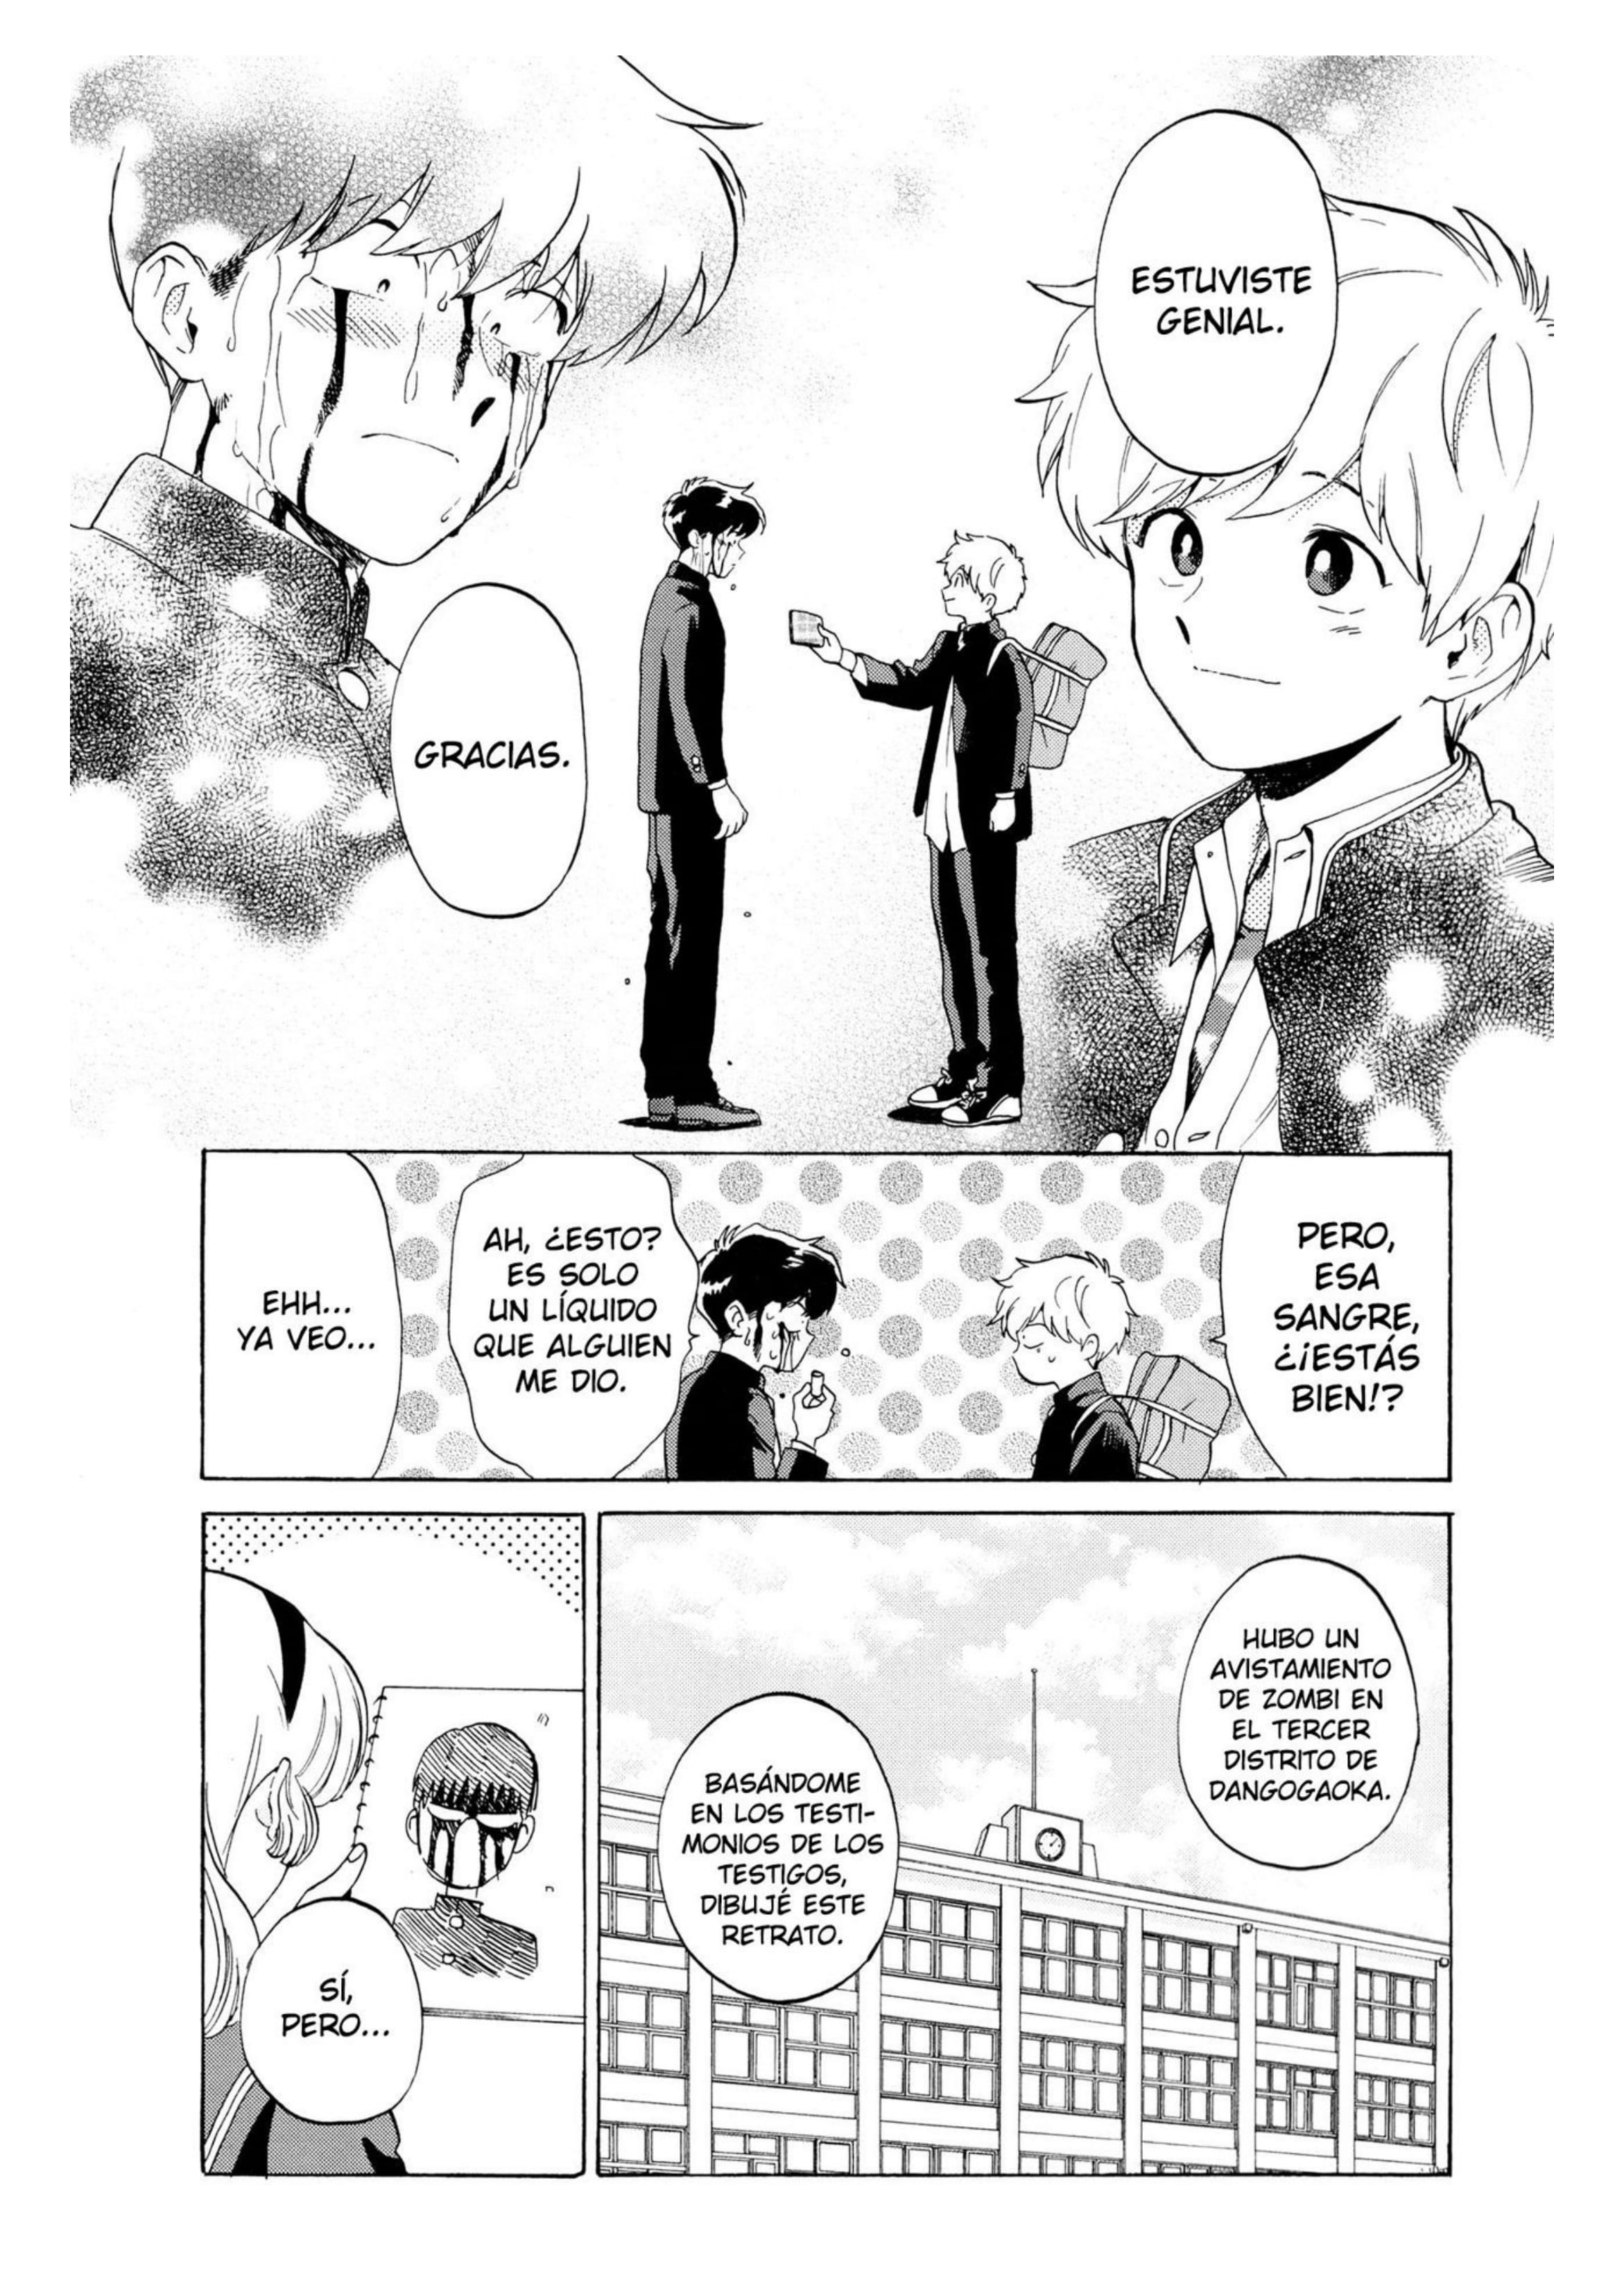 ESTUVISTE
GENIAL.
GRACIAS.
PERO,
ESA
SANGRE,
¿¡ESTÁS
BIEN!?
AH, ¿ESTO?
ES SOLO
UN LÍQUIDO
QUE ALGUIEN
ME DIO.
EHH...
YA VEO...
HUBO UN
AVISTAMIENTO
DE ZOMBI EN
EL TERCER
DISTRITO DE
DANGOGAOKA.
BASÁNDOME
EN LOS TESTI-
MONIOS DE LOS
TESTIGOS,
DIBUJÉ ESTE
RETRATO.
SÍ,
PERO...